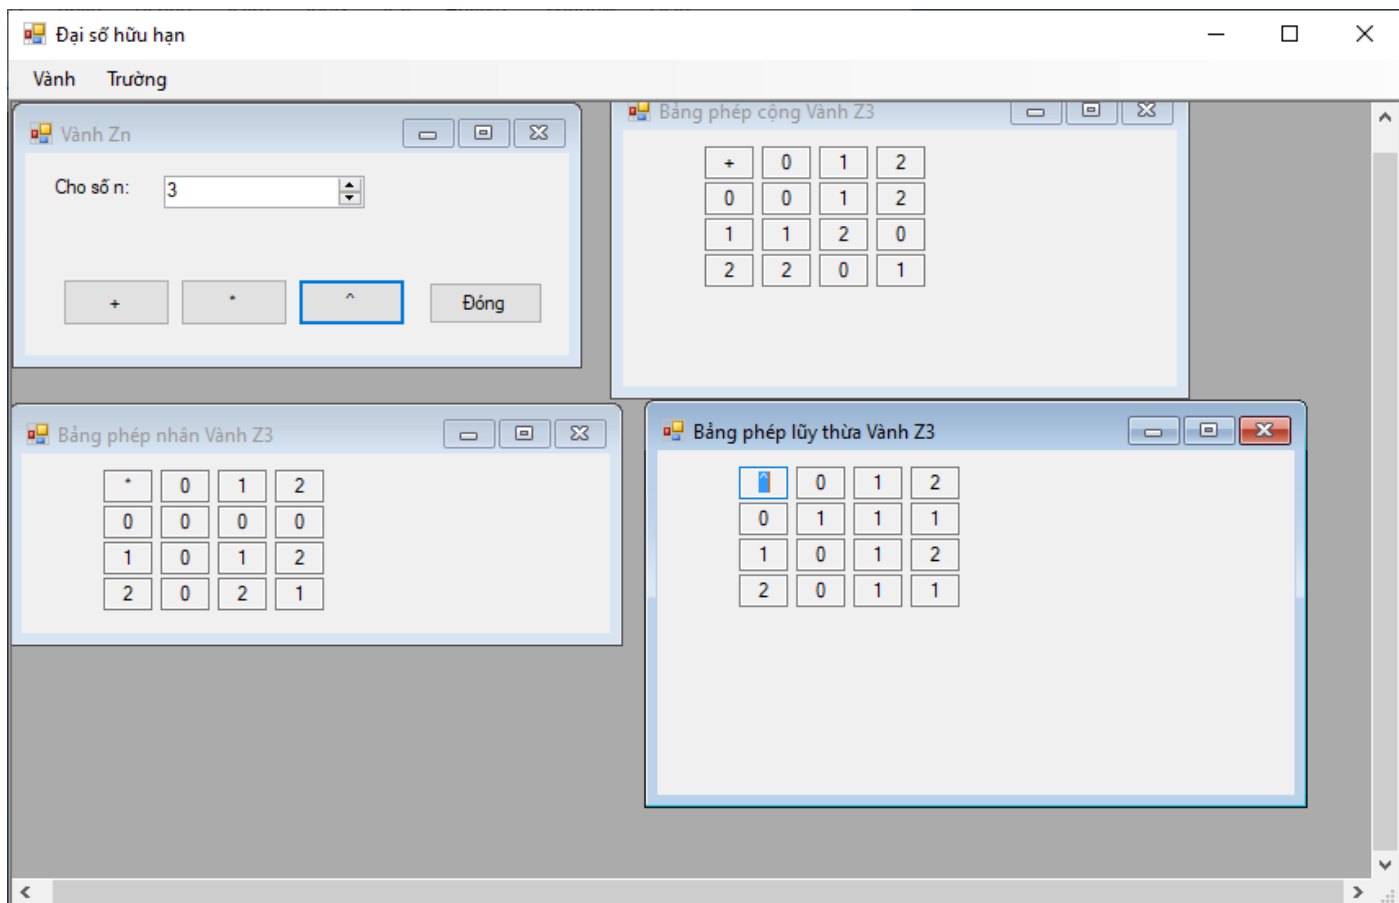 Đại số hữu hạn
Vành Trường
Vành Zn
Cho số n: 3
+ * ^ Đóng
Bảng phép cộng Vành Z3
+ 0 1 2
0 0 1 2
1 1 2 0
2 2 0 1
Bảng phép nhân Vành Z3
* 0 1 2
0 0 0 0
1 0 1 2
2 0 2 1
Bảng phép lũy thừa Vành Z3
^ 0 1 2
0 1 1 1
1 0 1 2
2 0 1 1